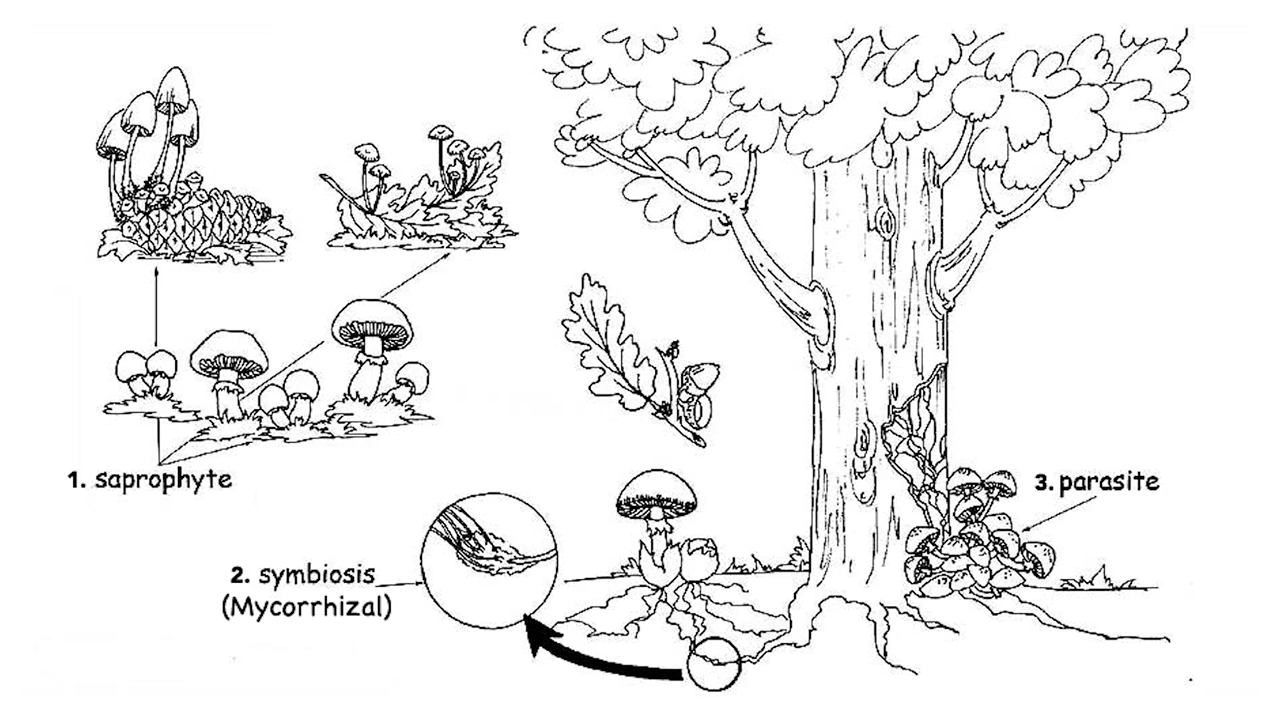 1. saprophyte
2. symbiosis
(Mycorrhizal)
3. parasite